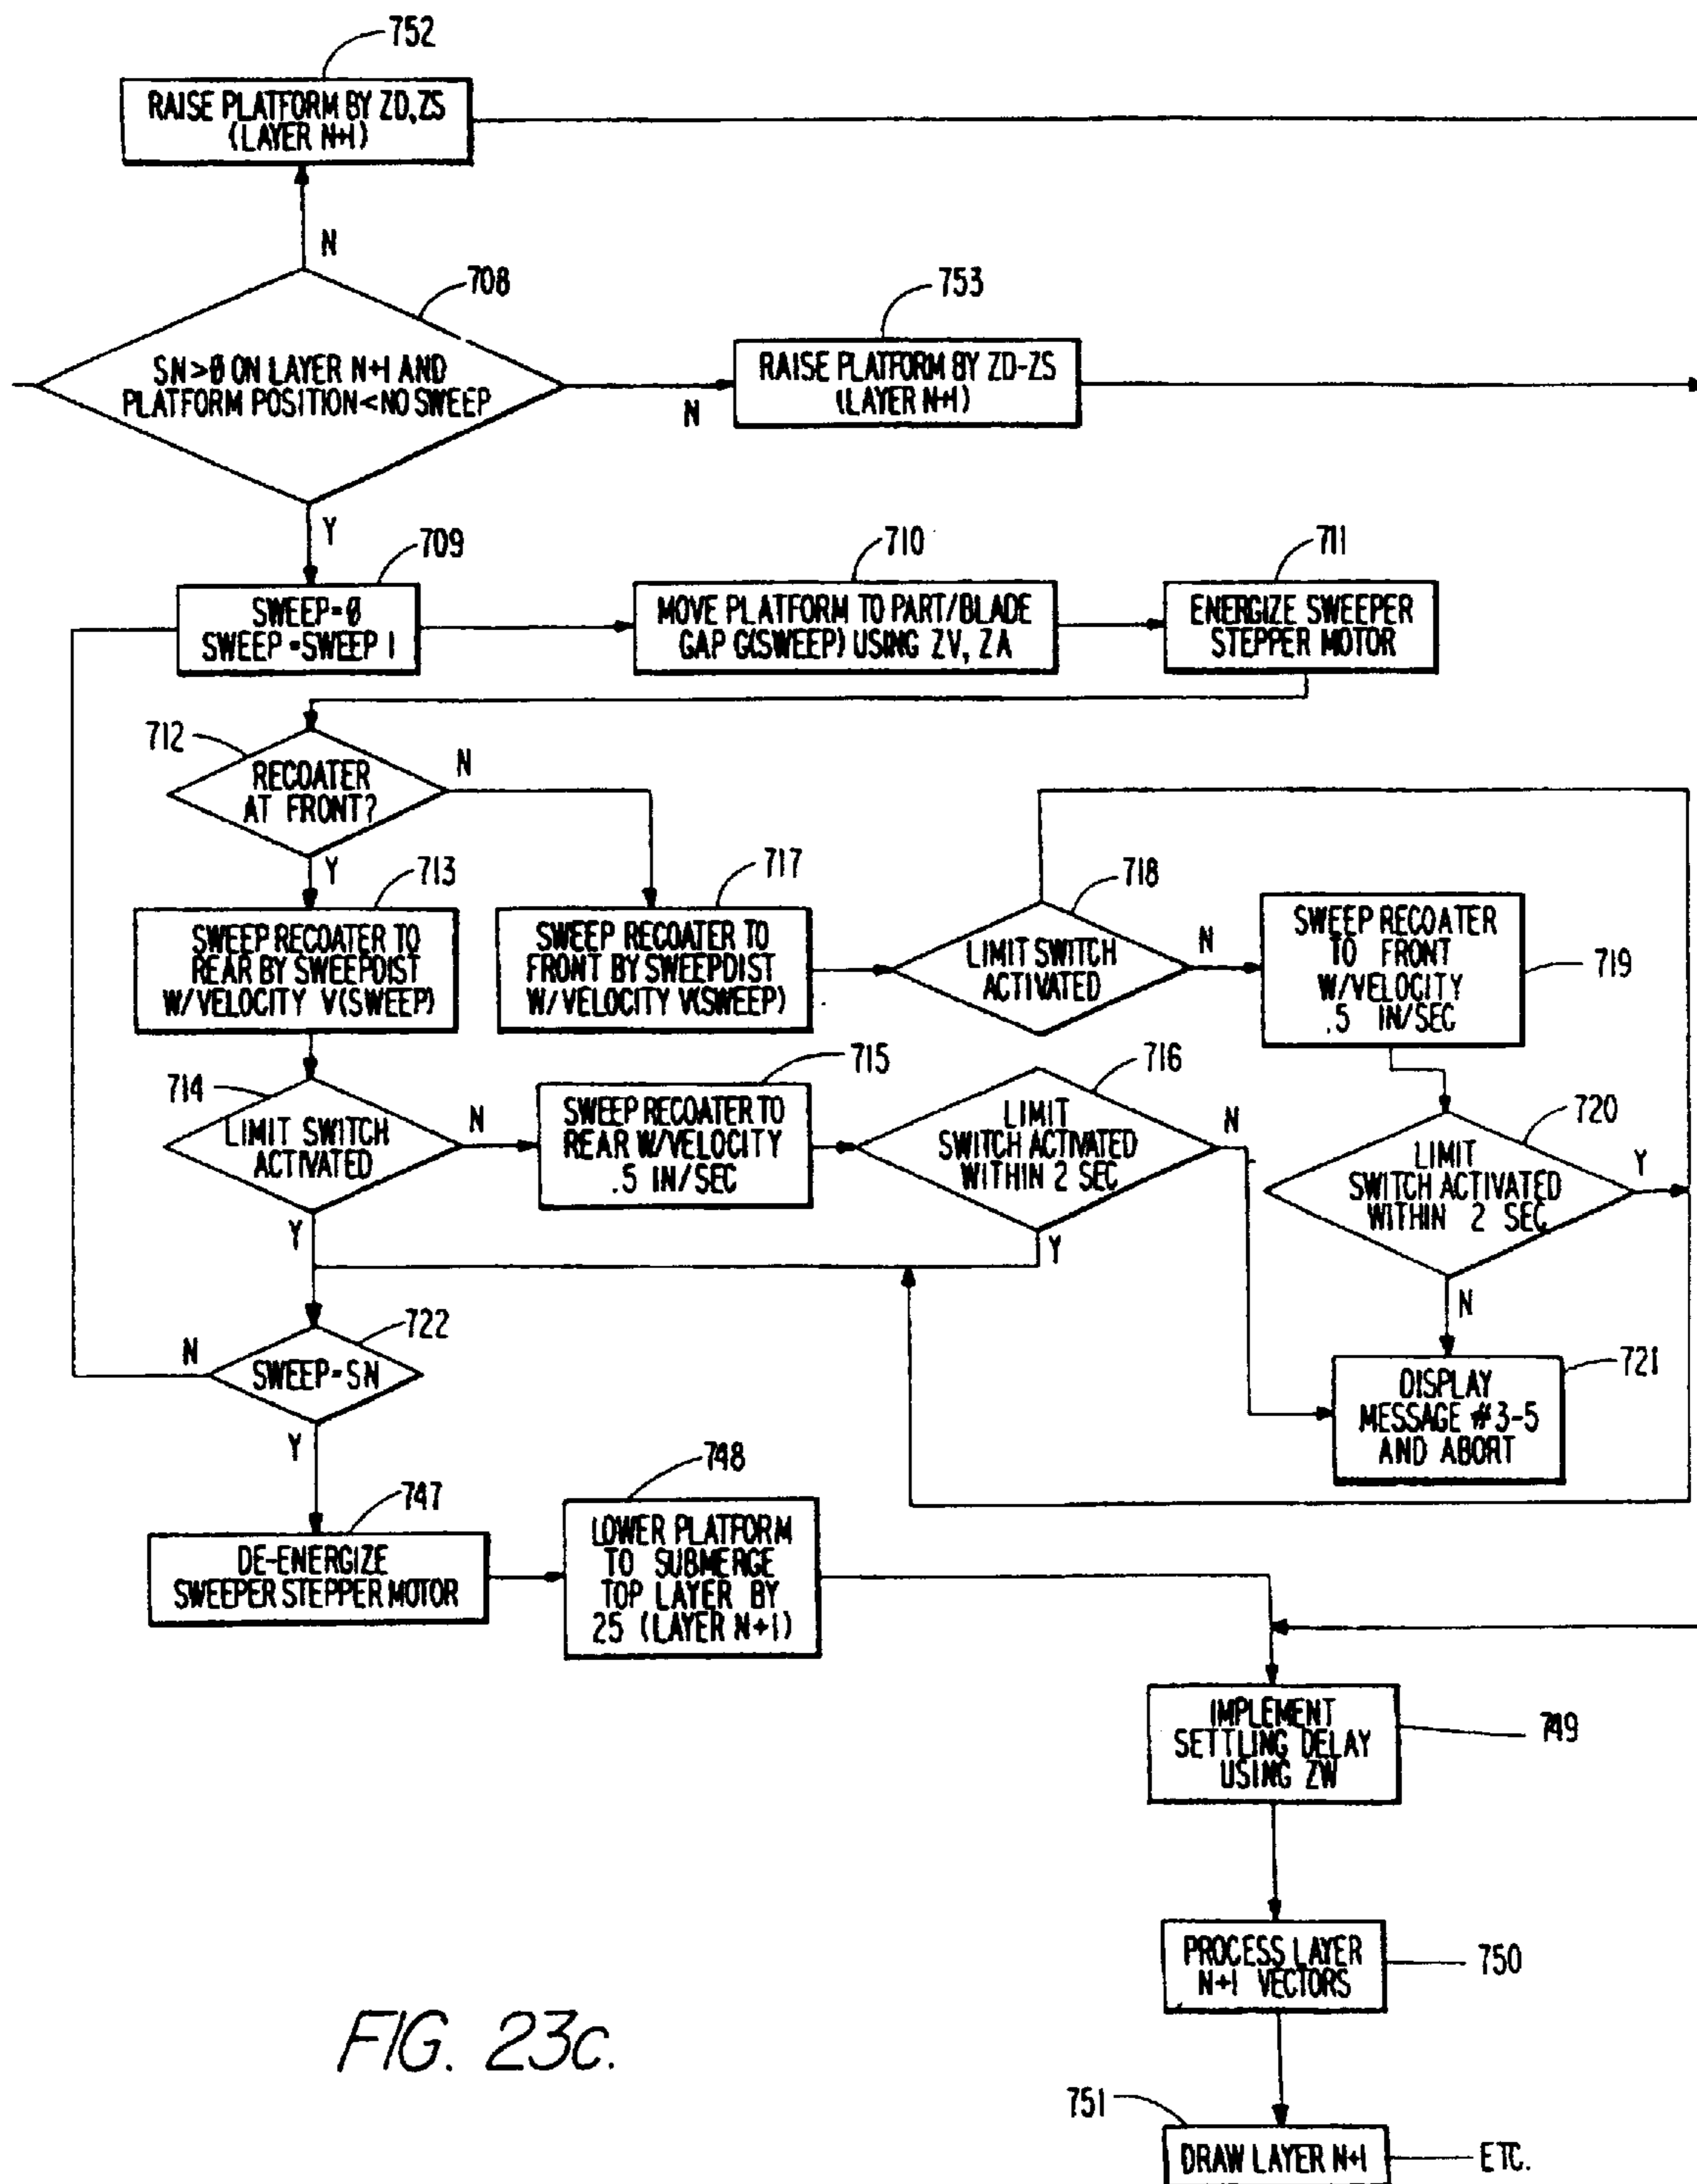 752
RAISE PLATFORM BY ZD,ZS
(LAYER N+1)
N
708
SN>Ø ON LAYER N+1 AND
PLATFORM POSITION<NO SWEEP
N
753
RAISE PLATFORM BY ZD-ZS
(LAYER N+1)
Y
709
SWEEP=Ø
SWEEP=SWEEP 1
710
MOVE PLATFORM TO PART/BLADE
GAP G(SWEEP) USING ZV, ZA
711
ENERGIZE SWEEPER
STEPPER MOTOR
712
RECOATER
AT FRONT?
N
Y
713
SWEEP RECOATER TO
REAR BY SWEEPDIST
W/VELOCITY V(SWEEP)
717
SWEEP RECOATER TO
FRONT BY SWEEPDIST
W/VELOCITY V(SWEEP)
718
LIMIT SWITCH
ACTIVATED
N
SWEEP RECOATER
TO FRONT
W/VELOCITY
.5 IN/SEC
719
714
LIMIT SWITCH
ACTIVATED
N
Y
715
SWEEP RECOATER TO
REAR W/VELOCITY
.5 IN/SEC
716
LIMIT
SWITCH ACTIVATED
WITHIN 2 SEC
N
Y
720
LIMIT
SWITCH ACTIVATED
WITHIN 2 SEC
Y
N
722
SWEEP=SN
N
Y
721
DISPLAY
MESSAGE #3-5
AND ABORT
747
DE-ENERGIZE
SWEEPER STEPPER MOTOR
748
LOWER PLATFORM
TO SUBMERGE
TOP LAYER BY
25 (LAYER N+1)
IMPLEMENT
SETTLING DELAY
USING ZW
749
PROCESS LAYER
N+1 VECTORS
750
751
DRAW LAYER N+1
ETC.
FIG. 23c.